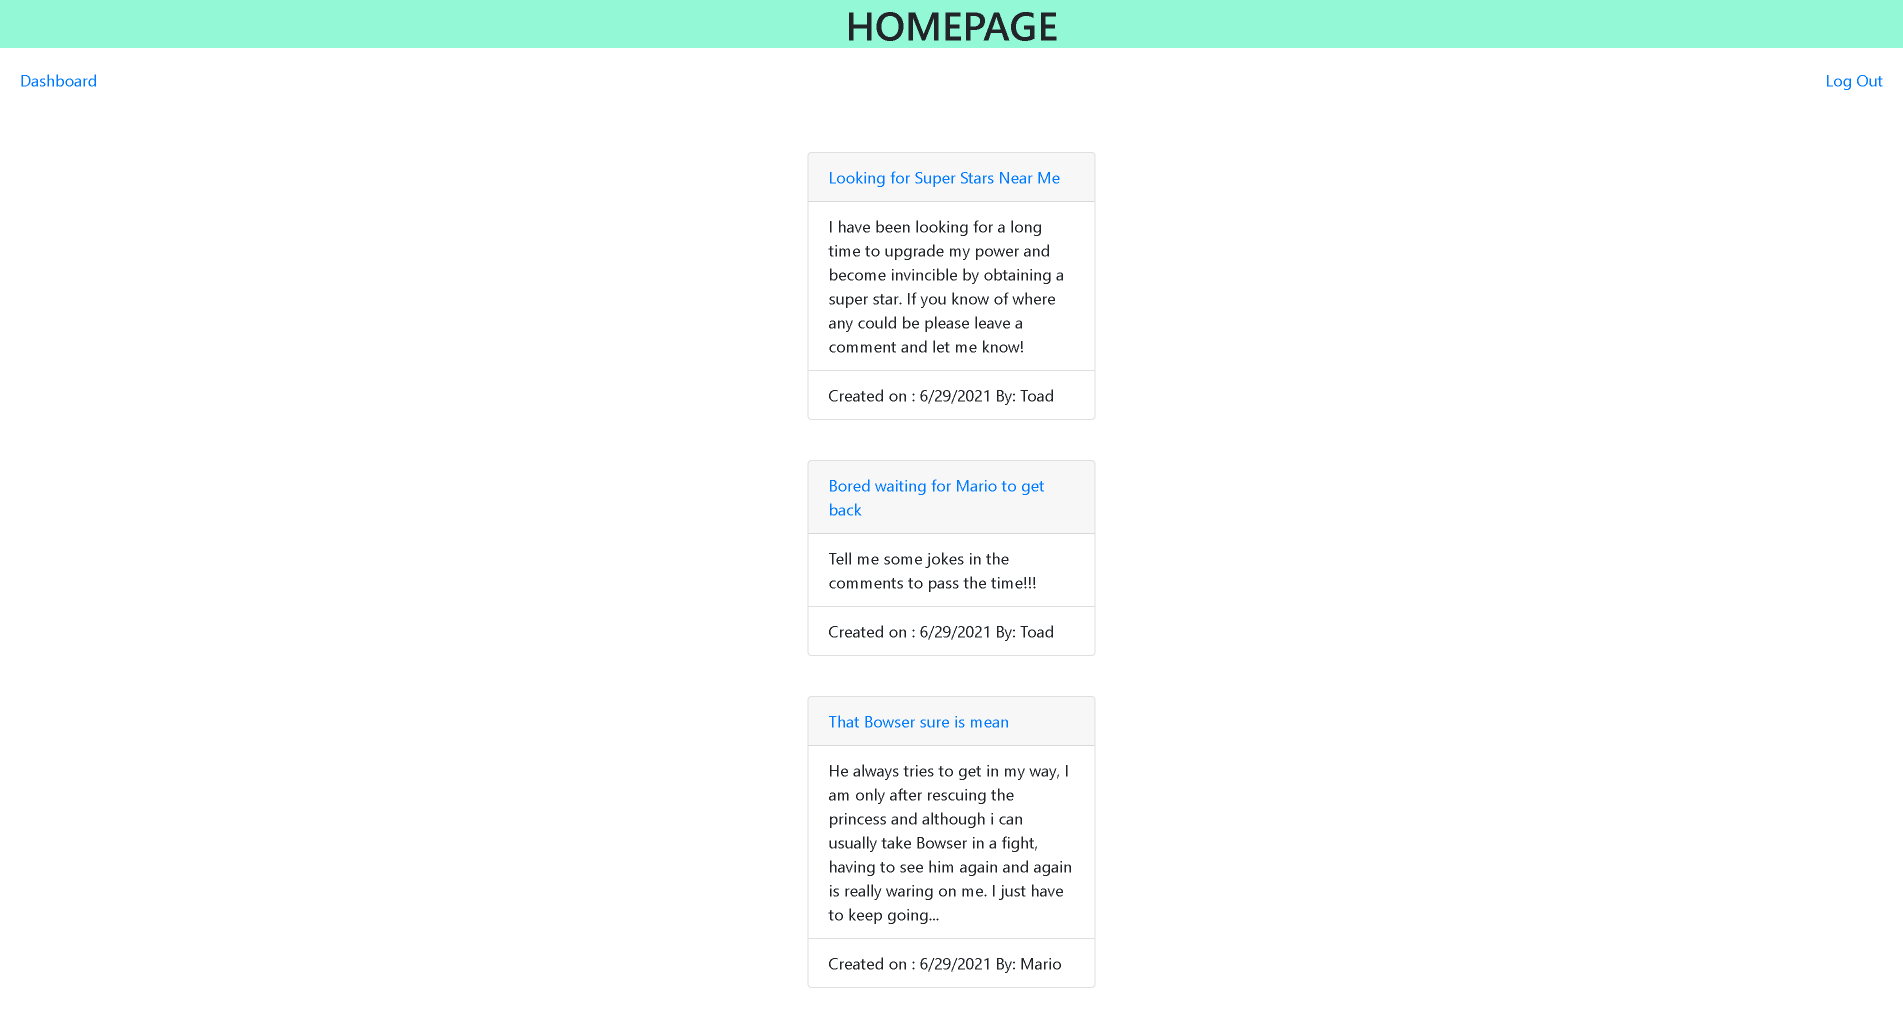 HOMEPAGE
Dashboard
Log Out
Looking for Super Stars Near Me
I have been looking for a long
time to upgrade my power and
become invincible by obtaining a
super star. If you know of where
any could be please leave a
comment and let me know!
Created on : 6/29/2021 By: Toad
Bored waiting for Mario to get
back
Tell me some jokes in the
comments to pass the time!!!
Created on : 6/29/2021 By: Toad
That Bowser sure is mean
He always tries to get in my way, I
am only after rescuing the
princess and although i can
usually take Bowser in a fight,
having to see him again and again
is really waring on me. I just have
to keep going...
Created on : 6/29/2021 By: Mario